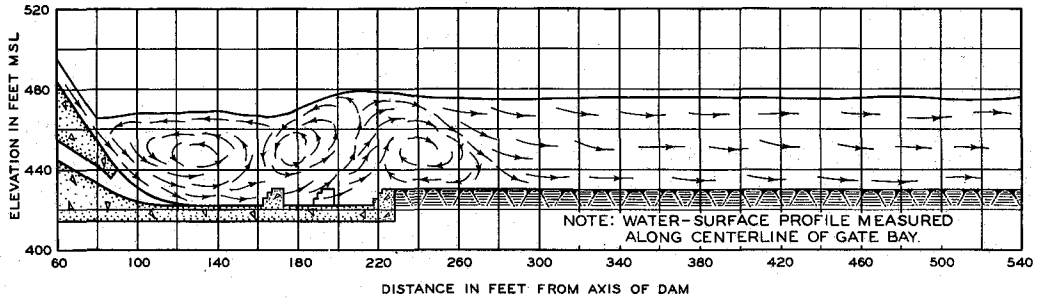 520
480
440
400
ELEVATION IN FEET MSL
NOTE: WATER-SURFACE PROFILE MEASURED
ALONG CENTERLINE OF GATE BAY.
60 100 140 180 220 260 300 340 380 420 460 500 540
DISTANCE IN FEET FROM AXIS OF DAM